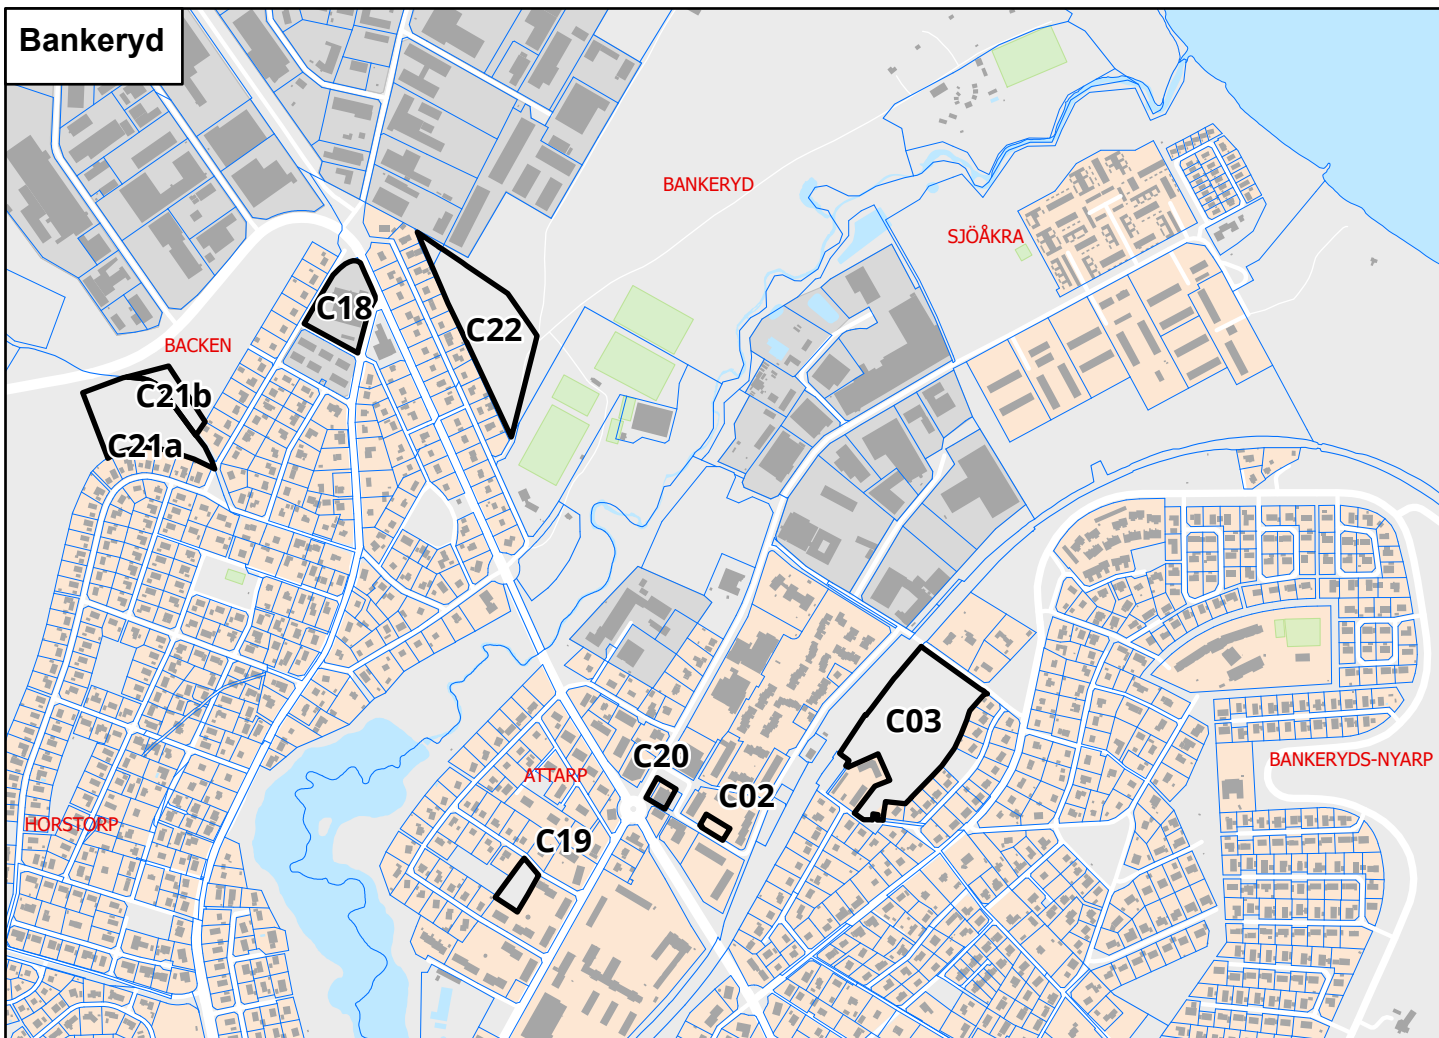 Bankeryd
BANKERYD
SJÖÅKRA
C18
C22
BACKEN
C21b
C21a
C03
C20
ATTARP
C02
BANKERYDS-NYARP
HORSTORP
C19